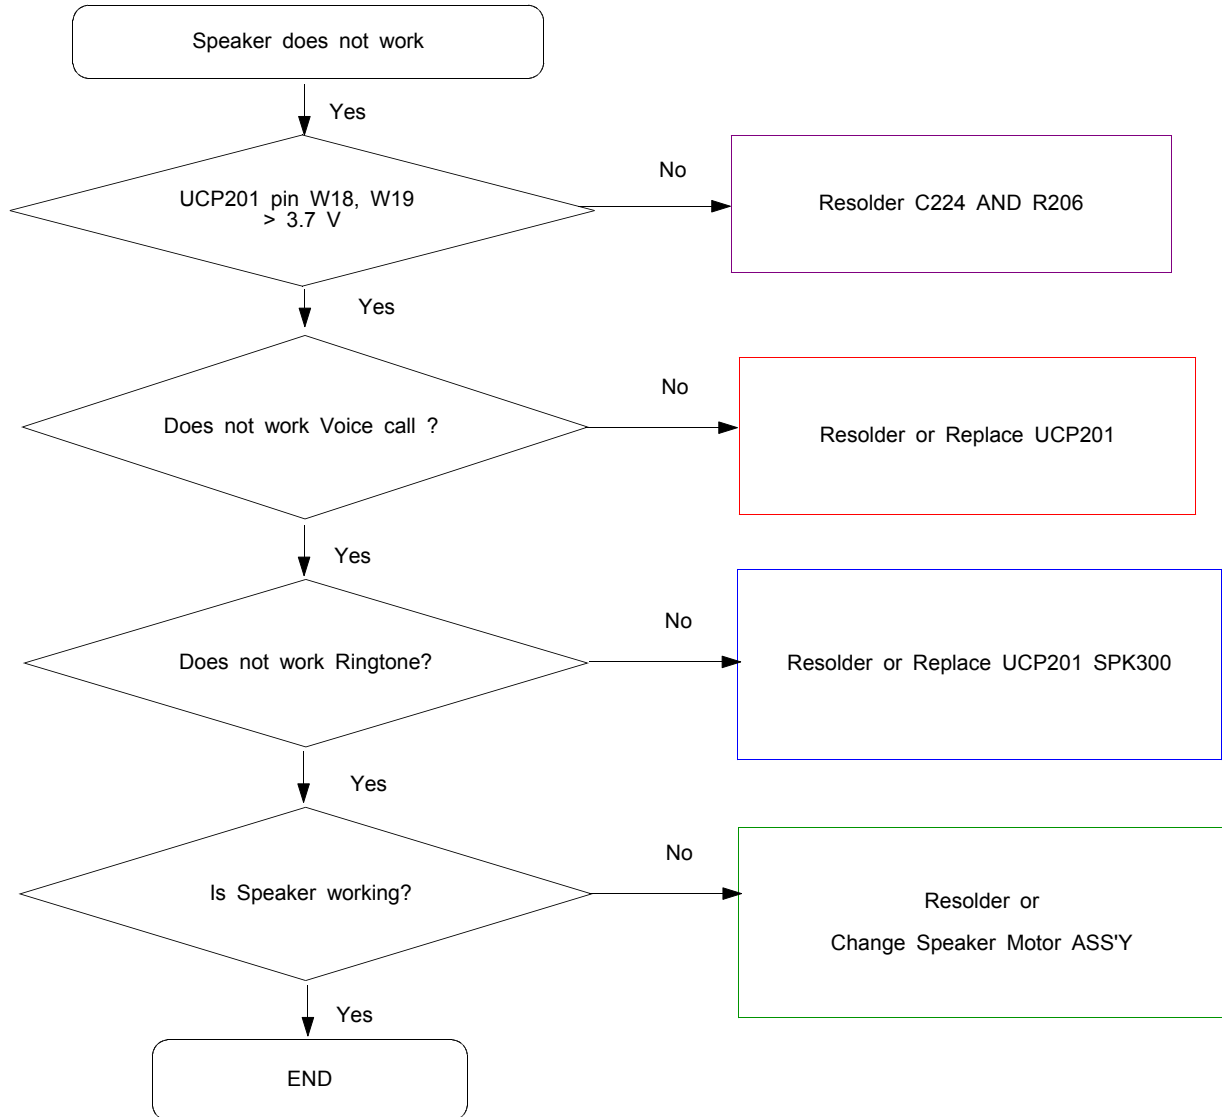 Speaker does not work
Yes
UCP201 pin W18, W19
> 3.7 V
No
Resolder C224 AND R206
Yes
Does not work Voice call ?
No
Resolder or Replace UCP201
Yes
Does not work Ringtone?
No
Resolder or Replace UCP201 SPK300
Yes
Is Speaker working?
No
Resolder or
Change Speaker Motor ASS'Y
Yes
END